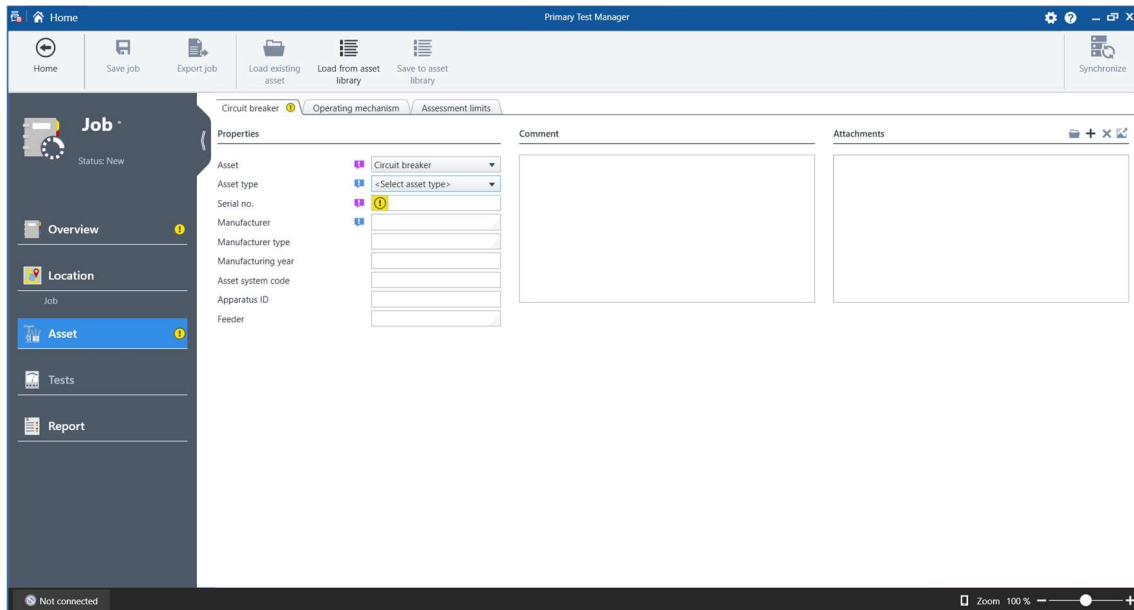 Home
Primary Test Manager
Home
Save job
Export job
Load existing
asset
Load from asset
library
Save to asset
library
Synchronize
Job *
Status: New
Overview
Location
Job
Asset
Tests
Report
Circuit breaker
Operating mechanism
Assessment limits
Properties
Comment
Attachments
Asset
Circuit breaker
Asset type
<Select asset type>
Serial no.
Manufacturer
Manufacturer type
Manufacturing year
Asset system code
Apparatus ID
Feeder
Not connected
Zoom 100 %